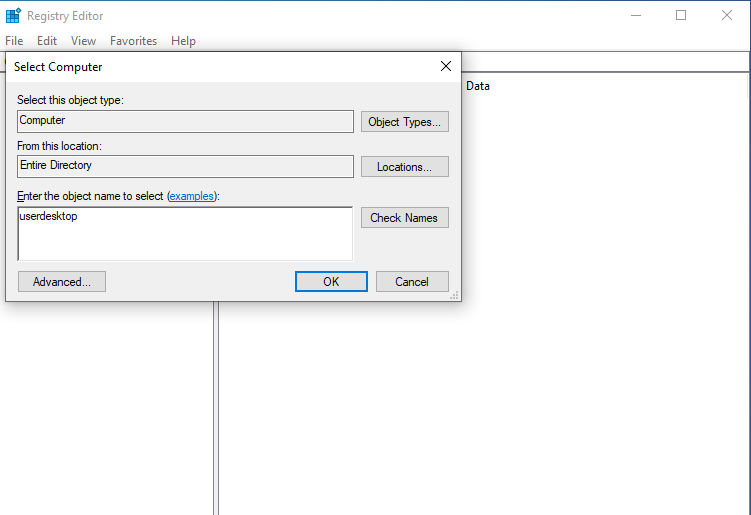 Registry Editor
File Edit View Favorites Help
Select Computer
Data
Select this object type:
Computer
Object Types...
From this location:
Entire Directory
Locations...
Enter the object name to select (examples):
userdesktop
Check Names
Advanced...
OK
Cancel